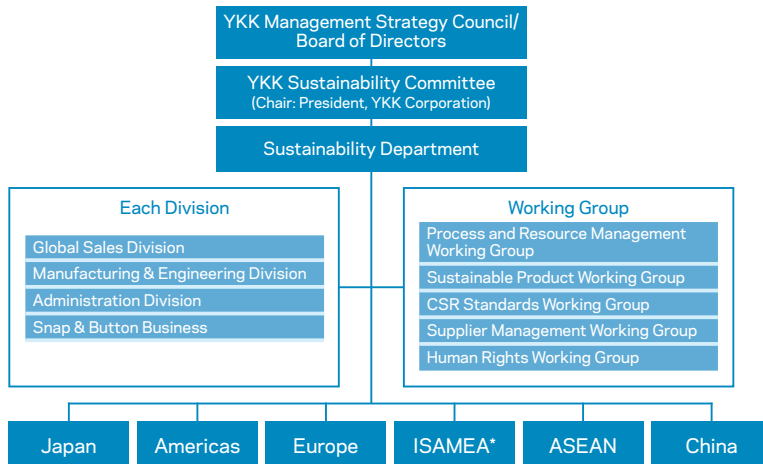 YKK Management Strategy Council/
Board of Directors
YKK Sustainability Committee
(Chair: President, YKK Corporation)
Sustainability Department
Each Division
Global Sales Division
Manufacturing & Engineering Division
Administration Division
Snap & Button Business
Working Group
Process and Resource Management
Working Group
Sustainable Product Working Group
CSR Standards Working Group
Supplier Management Working Group
Human Rights Working Group
Japan
Americas
Europe
ISAMEA*
ASEAN
China